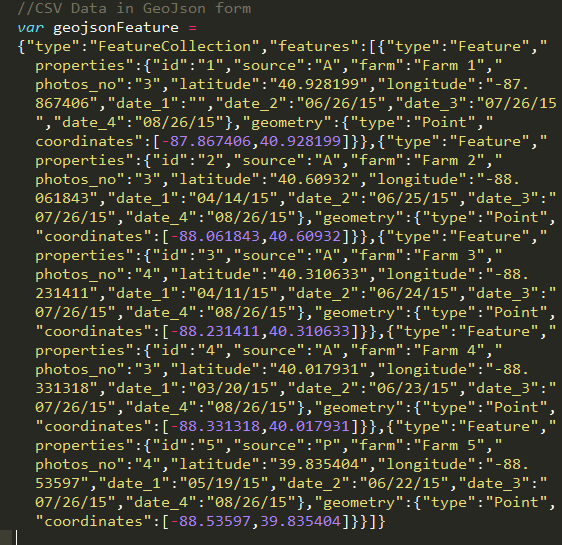 //CSV Data in GeoJson form
var geojsonFeature =
{"type":"FeatureCollection","features":[{"type":"Feature","
properties":{"id":"1","source":"A","farm":"Farm 1","
photos_no":"3","latitude":"40.928199","longitude":"-87.
867406","date_1":"","date_2":"06/26/15","date_3":"07/26/15
","date_4":"08/26/15"},"geometry":{"type":"Point","
coordinates":[-87.867406,40.928199]}},{"type":"Feature","
properties":{"id":"2","source":"A","farm":"Farm 2","
photos_no":"3","latitude":"40.60932","longitude":"-88.
061843","date_1":"04/14/15","date_2":"06/25/15","date_3":"
07/26/15","date_4":"08/26/15"},"geometry":{"type":"Point",
"coordinates":[-88.061843,40.60932]}},{"type":"Feature","
properties":{"id":"3","source":"A","farm":"Farm 3","
photos_no":"4","latitude":"40.310633","longitude":"-88.
231411","date_1":"04/11/15","date_2":"06/24/15","date_3":"
07/26/15","date_4":"08/26/15"},"geometry":{"type":"Point",
"coordinates":[-88.231411,40.310633]}},{"type":"Feature","
properties":{"id":"4","source":"A","farm":"Farm 4","
photos_no":"3","latitude":"40.017931","longitude":"-88.
331318","date_1":"03/20/15","date_2":"06/23/15","date_3":"
07/26/15","date_4":"08/26/15"},"geometry":{"type":"Point",
"coordinates":[-88.331318,40.017931]}},{"type":"Feature","
properties":{"id":"5","source":"P","farm":"Farm 5","
photos_no":"4","latitude":"39.835404","longitude":"-88.
53597","date_1":"05/19/15","date_2":"06/22/15","date_3":"
07/26/15","date_4":"08/26/15"},"geometry":{"type":"Point",
"coordinates":[-88.53597,39.835404]}}]}